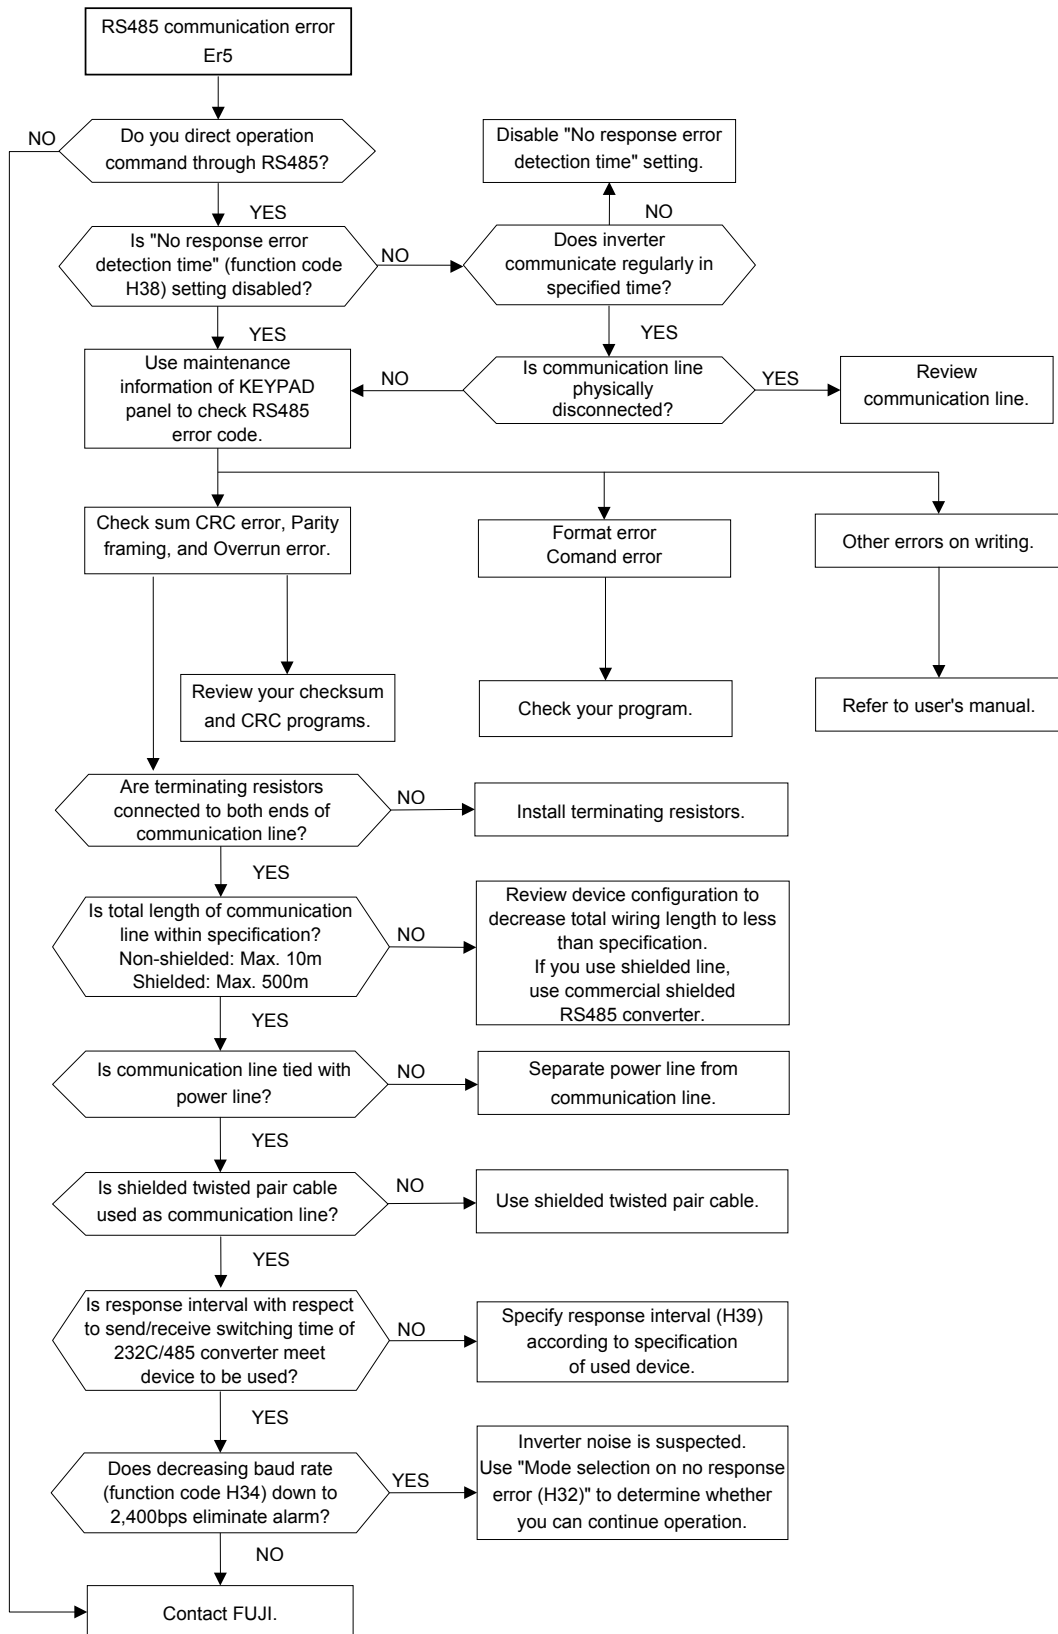 RS485 communication error
Er5
NO
Do you direct operation
command through RS485?
Disable "No response error
detection time" setting.
YES
NO
Is "No response error
detection time" (function code
H38) setting disabled?
NO
Does inverter
communicate regularly in
specified time?
YES
YES
Use maintenance
information of KEYPAD
panel to check RS485
error code.
NO
Is communication line
physically
disconnected?
YES
Review
communication line.
Check sum CRC error, Parity
framing, and Overrun error.
Format error
Comand error
Other errors on writing.
Review your checksum
and CRC programs.
Check your program.
Refer to user's manual.
Are terminating resistors
connected to both ends of
communication line?
NO
Install terminating resistors.
YES
Is total length of communication
line within specification?
Non-shielded: Max. 10m
Shielded: Max. 500m
NO
Review device configuration to
decrease total wiring length to less
than specification.
If you use shielded line,
use commercial shielded
RS485 converter.
YES
Is communication line tied with
power line?
NO
Separate power line from
communication line.
YES
Is shielded twisted pair cable
used as communication line?
NO
Use shielded twisted pair cable.
YES
Is response interval with respect
to send/receive switching time of
232C/485 converter meet
device to be used?
NO
Specify response interval (H39)
according to specification
of used device.
YES
Does decreasing baud rate
(function code H34) down to
2,400bps eliminate alarm?
YES
Inverter noise is suspected.
Use "Mode selection on no response
error (H32)" to determine whether
you can continue operation.
NO
Contact FUJI.